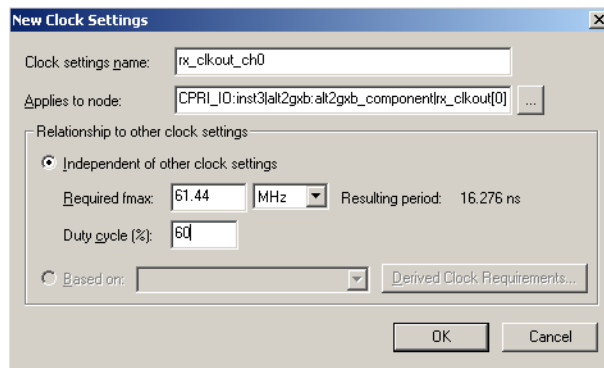 New Clock Settings
Clock settings name: rx_clkout_ch0
Applies to node: CPRI_IO:inst3|alt2gxb:alt2gxb_component|rx_clkout[0] ...
Relationship to other clock settings
Independent of other clock settings
Required fmax: 61.44 MHz Resulting period: 16.276 ns
Duty cycle (%): 60
Based on: Derived Clock Requirements...
OK Cancel